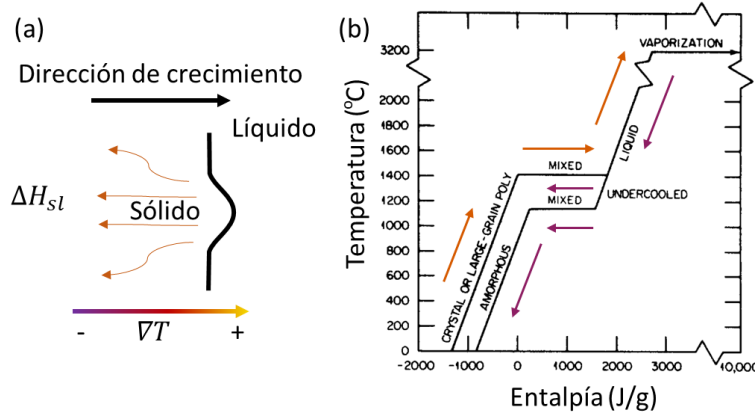 (a)
Dirección de crecimiento
Líquido
ΔH_sl
Sólido
- ∇T +
(b)
VAPORIZATION
3200
2000
1800
1600
1400
1200
1000
800
600
400
200
0
Temperatura (ºC)
LIQUID
MIXED
UNDERCOOLED
MIXED
CRYSTAL OR LARGE-GRAIN POLY
AMORPHOUS
-2000 -1000 0 1000 2000 3000 10,000
Entalpía (J/g)